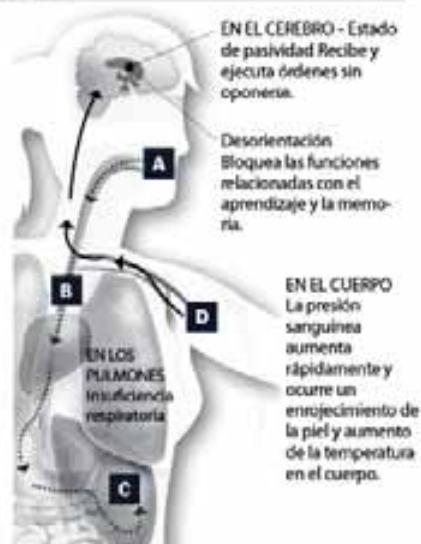 EN EL CEREBRO - Estado
de pasividad Recibe y
ejecuta órdenes sin
oponerse.
Desorientación
Bloquea las funciones
relacionadas con el
aprendizaje y la memo-
ria.
A
B
D
EN EL CUERPO
La presión
sanguínea
aumenta
rápidamente y
ocurre un
enrojecimiento de
la piel y aumento
de la temperatura
en el cuerpo.
EN LOS
PULMONES
Insuficiencia
respiratoria
C